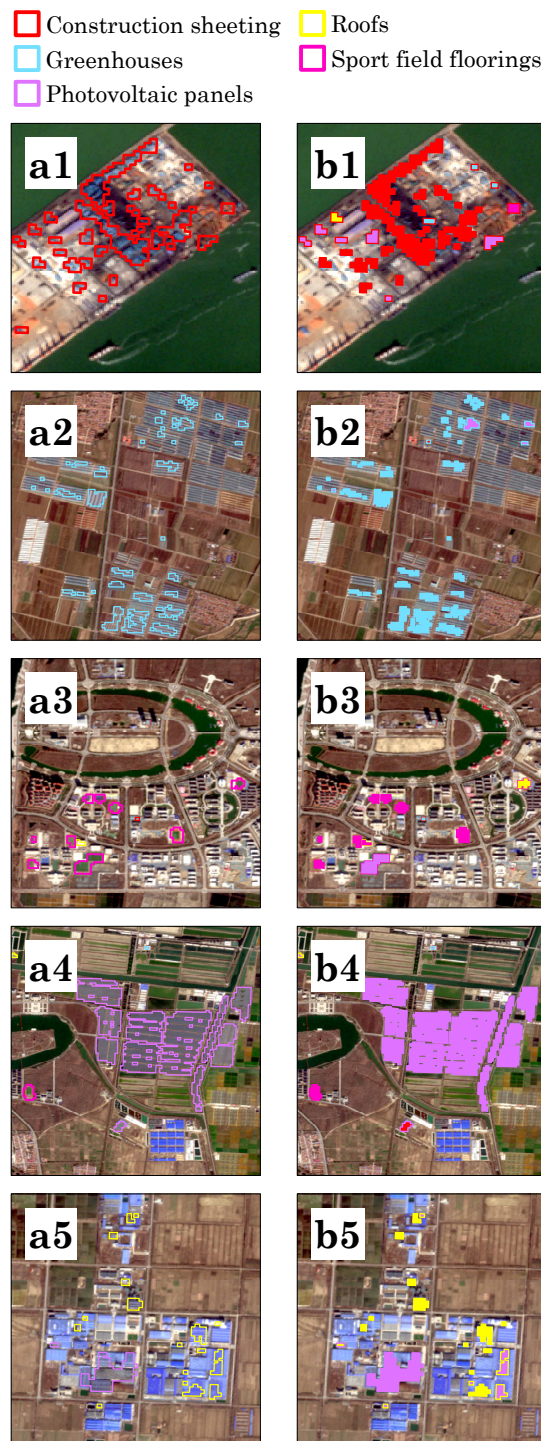 Construction sheeting
Roofs
Greenhouses
Sport field floorings
Photovoltaic panels
a1
b1
a2
b2
a3
b3
a4
b4
a5
b5